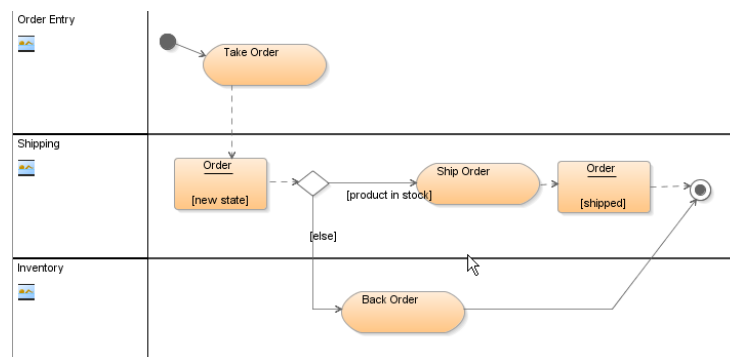 Order Entry
Take Order
Shipping
Order
[new state]
[product in stock]
Ship Order
Order
[shipped]
[else]
Inventory
Back Order